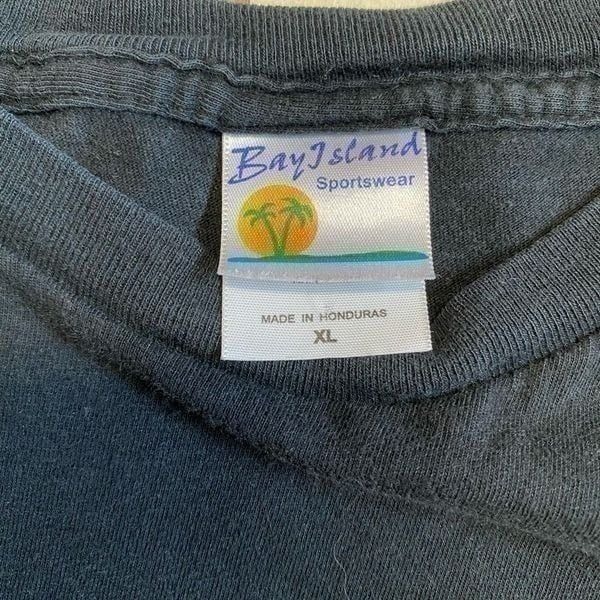 Bay Island
Sportswear
MADE IN HONDURAS
XL